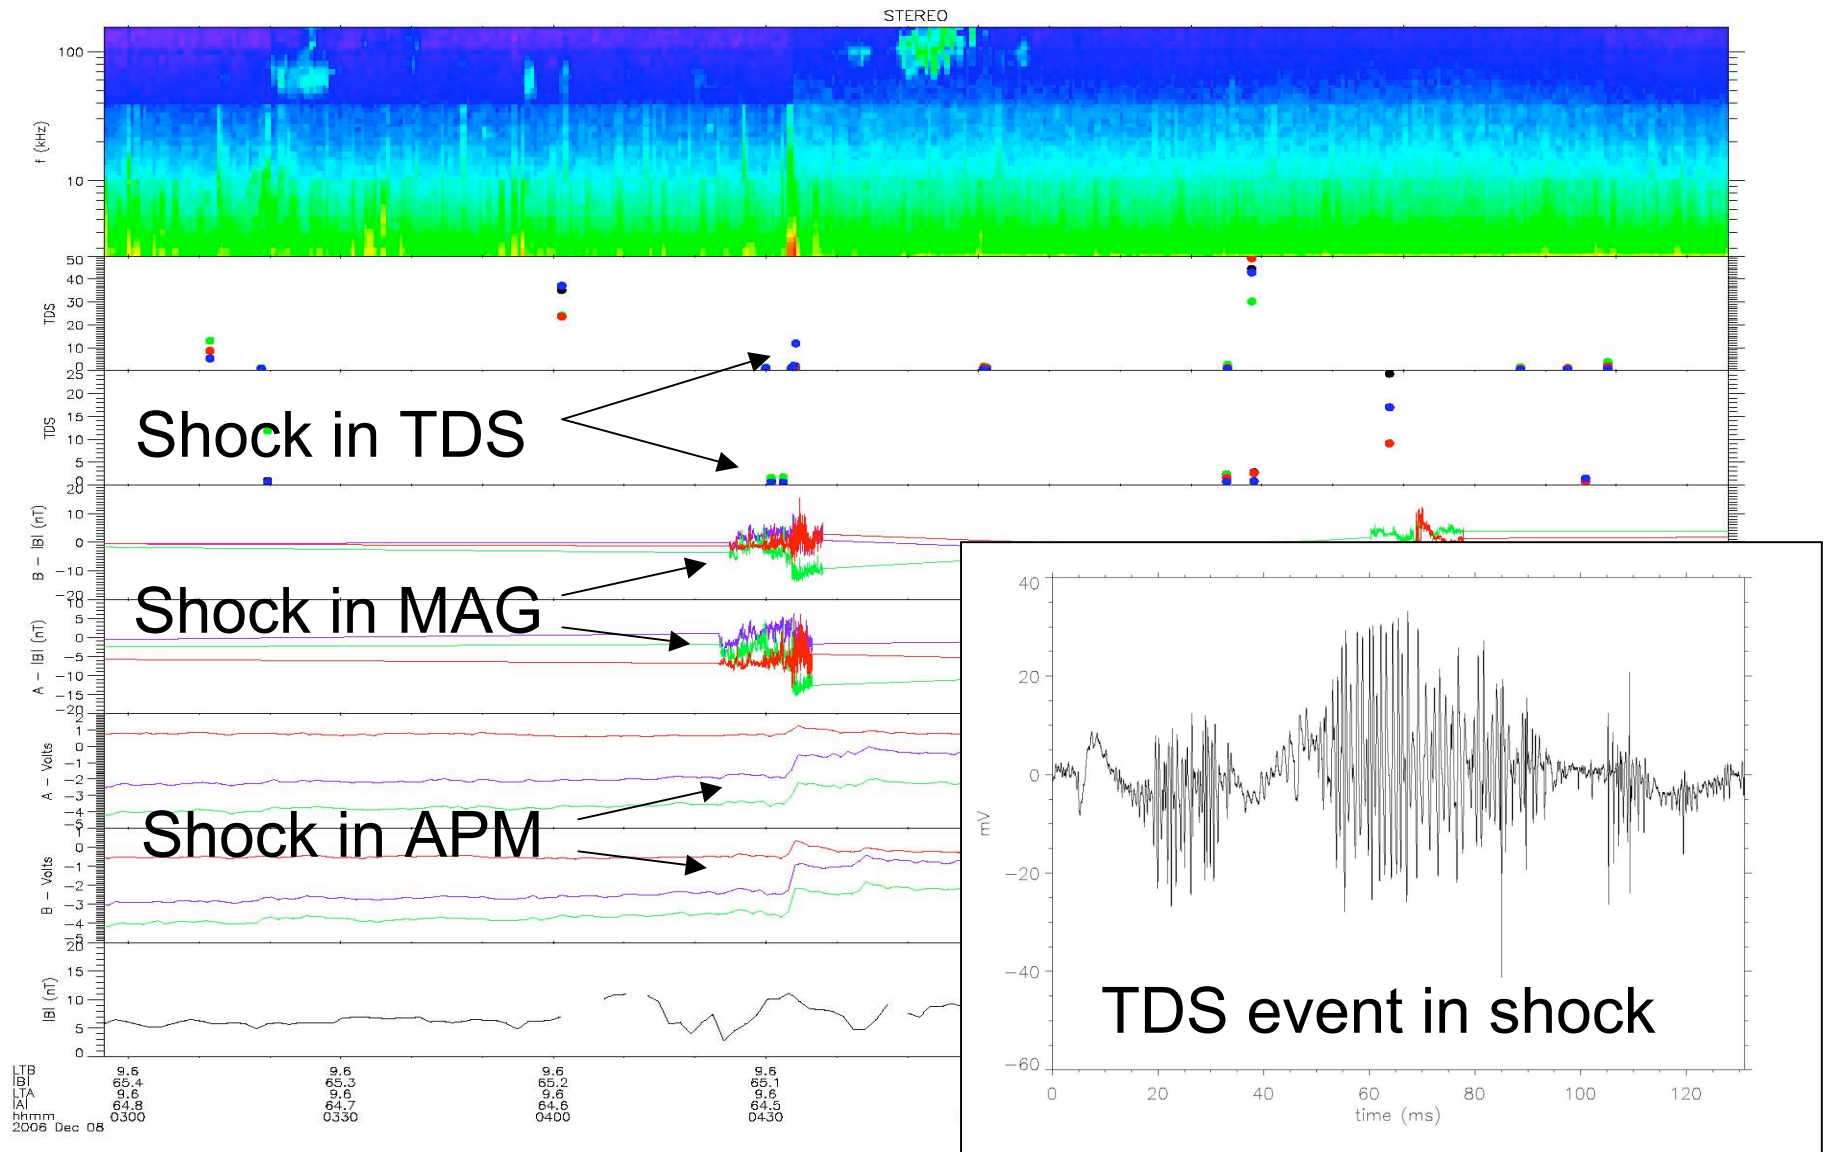 STEREO
100
10
f (kHz)
50
40
30
20
10
0
TDS
25
20
15
10
5
0
TDS
Shock in TDS
20
10
0
−10
−20
B − |B| (nT)
Shock in MAG
10
5
0
−5
−10
−15
−20
A − |B| (nT)
2
1
0
−1
−2
−3
−4
−5
A − Volts
Shock in APM
1
0
−1
−2
−3
−4
−5
B − Volts
20
15
10
5
0
|B| (nT)
LTB 9.6 9.6 9.6 9.6
|B| 65.4 65.3 65.2 65.1
LTA 9.6 9.6 9.6 9.6
|A| 64.8 64.7 64.6 64.5
hhmm 0300 0330 0400 0430
2006 Dec 08
40
20
0
−20
−40
−60
mV
TDS event in shock
0 20 40 60 80 100 120
time (ms)